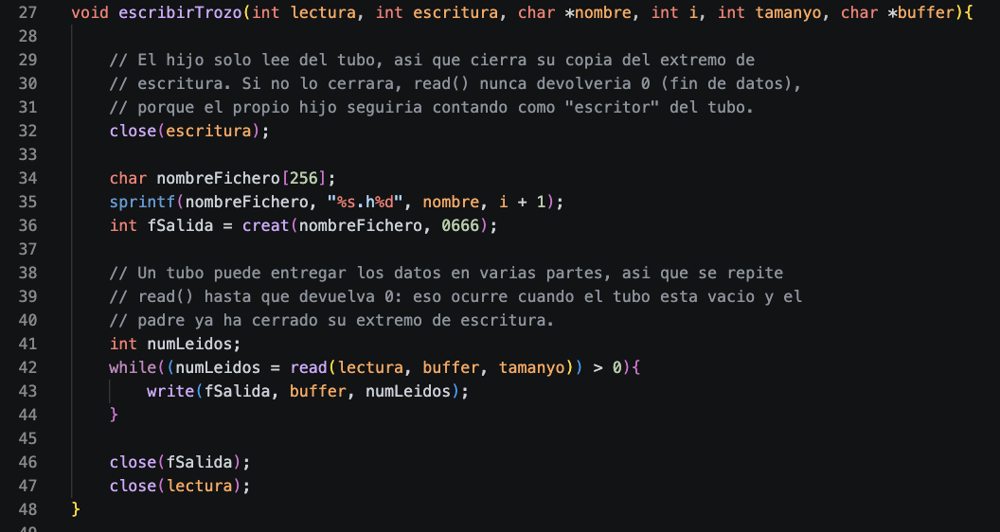 27 void escribirTrozo(int lectura, int escritura, char *nombre, int i, int tamanyo, char *buffer){
28
29 // El hijo solo lee del tubo, asi que cierra su copia del extremo de
30 // escritura. Si no lo cerrara, read() nunca devolveria 0 (fin de datos),
31 // porque el propio hijo seguiria contando como "escritor" del tubo.
32 close(escritura);
33
34 char nombreFichero[256];
35 sprintf(nombreFichero, "%s.h%d", nombre, i + 1);
36 int fSalida = creat(nombreFichero, 0666);
37
38 // Un tubo puede entregar los datos en varias partes, asi que se repite
39 // read() hasta que devuelva 0: eso ocurre cuando el tubo esta vacio y el
40 // padre ya ha cerrado su extremo de escritura.
41 int numLeidos;
42 while((numLeidos = read(lectura, buffer, tamanyo)) > 0){
43 write(fSalida, buffer, numLeidos);
44 }
45
46 close(fSalida);
47 close(lectura);
48 }